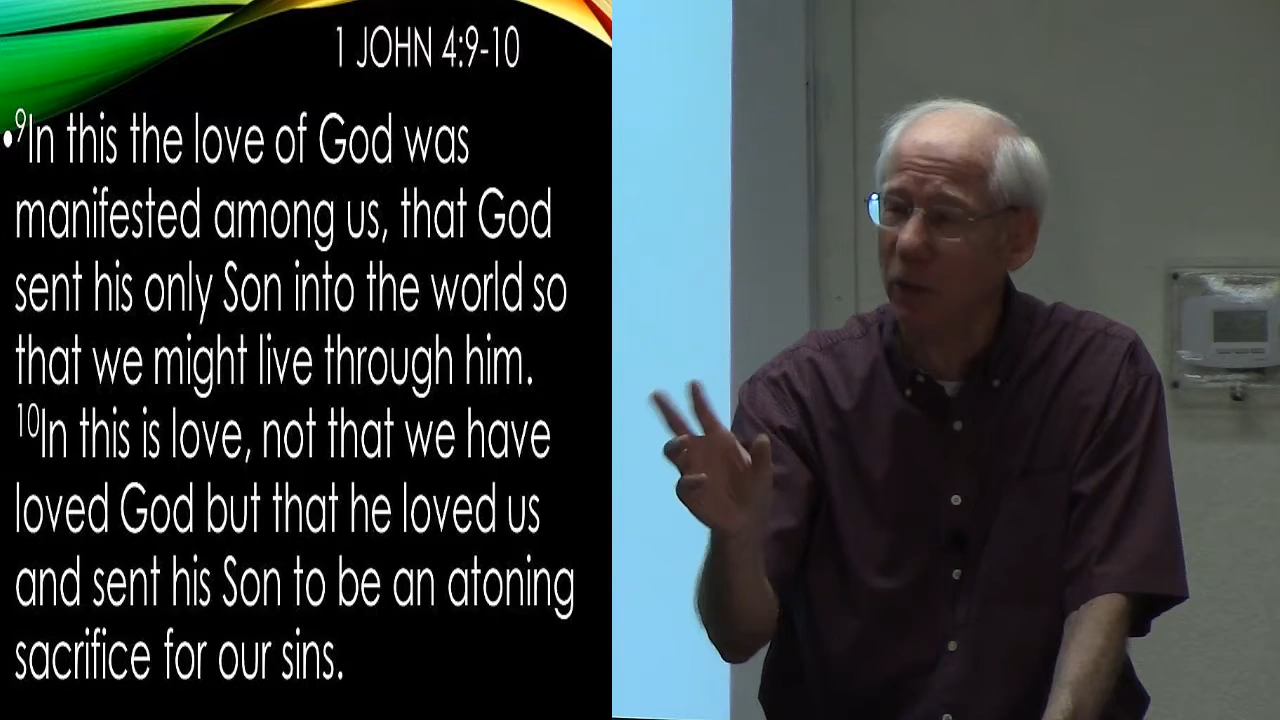 1 JOHN 4:9-10
•⁹In this the love of God was
manifested among us, that God
sent his only Son into the world so
that we might live through him.
¹⁰In this is love, not that we have
loved God but that he loved us
and sent his Son to be an atoning
sacrifice for our sins.